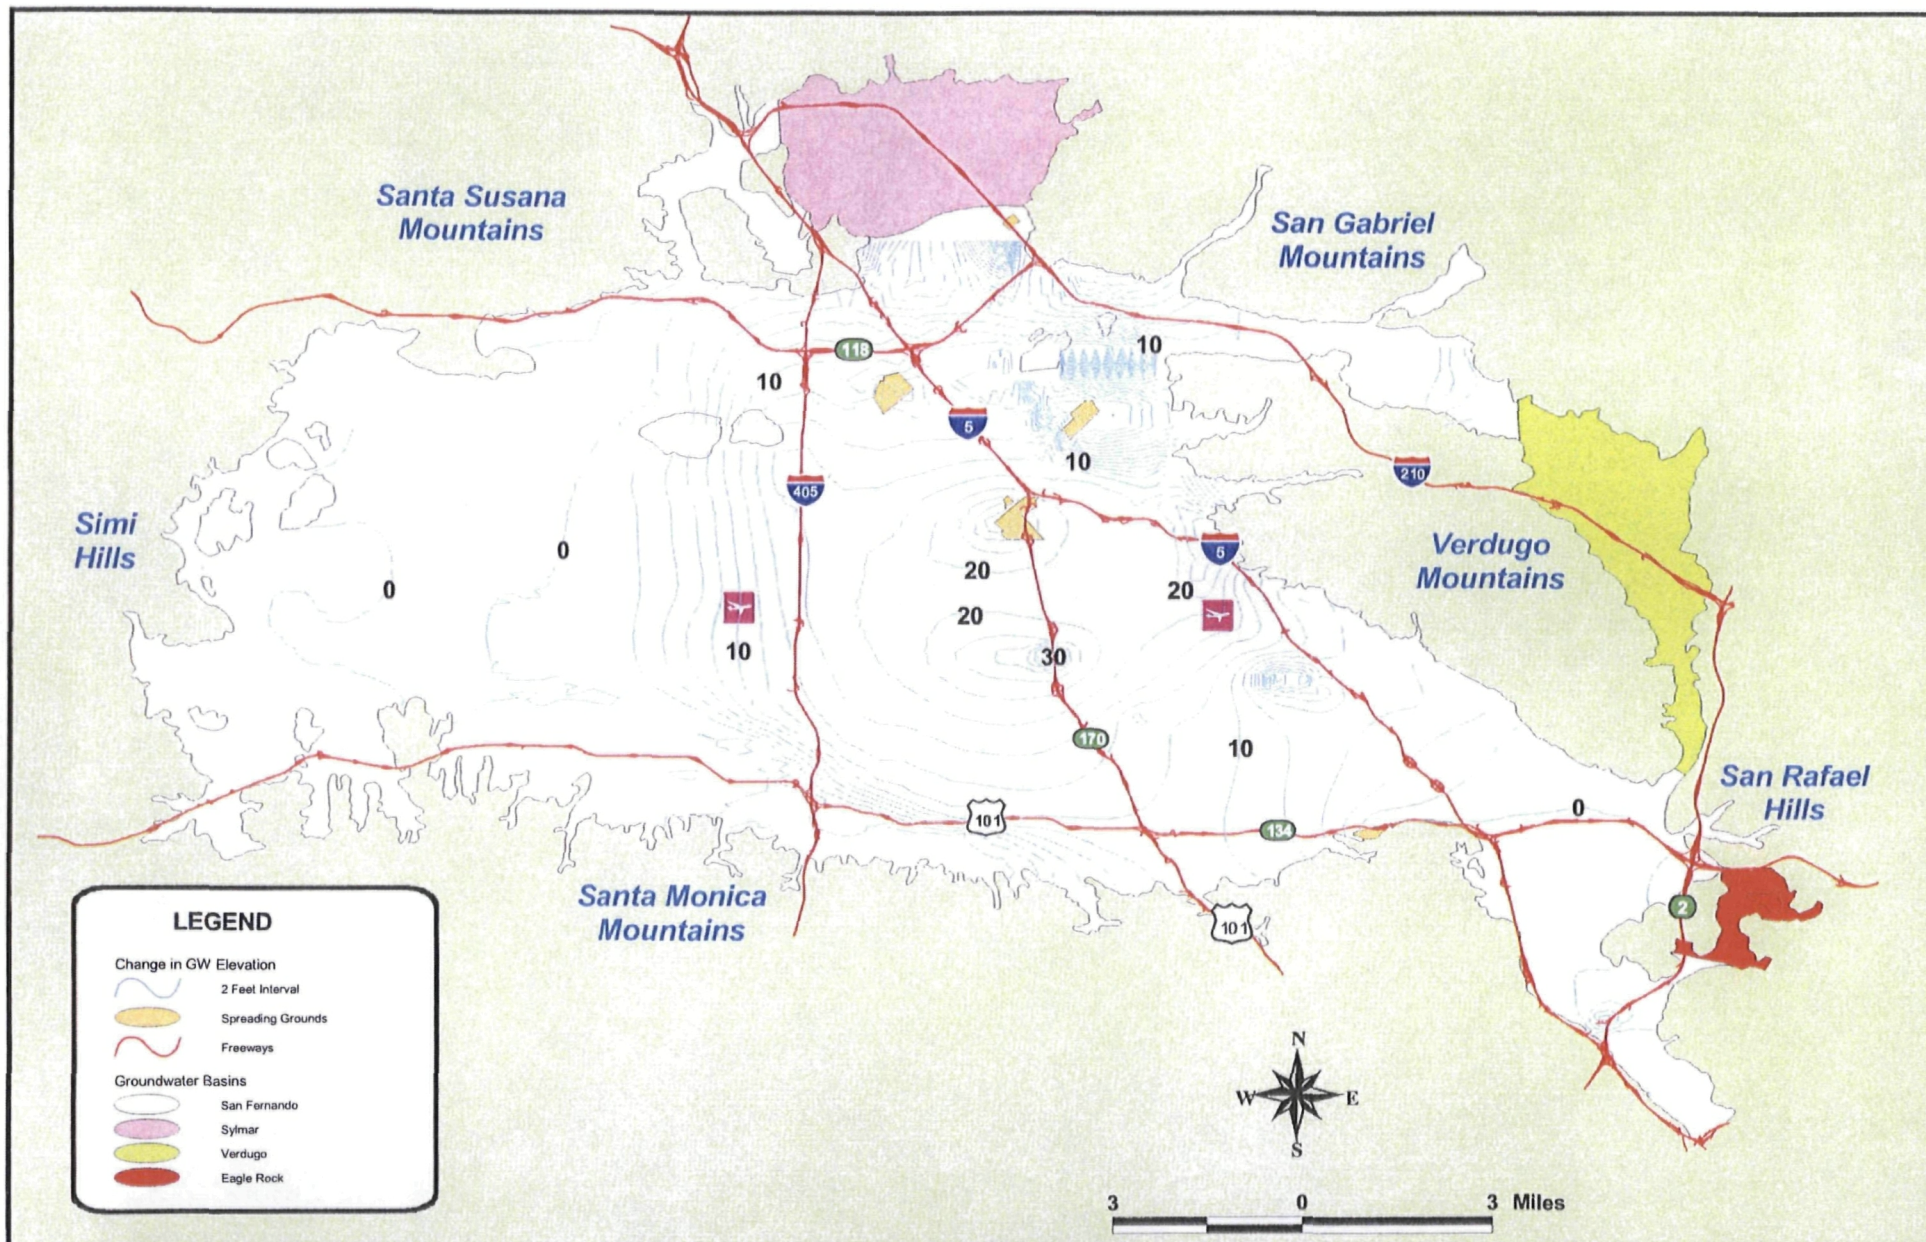 Santa Susana
Mountains
San Gabriel
Mountains
118
10
10
5
10
405
210
Simi
Hills
0
0
20
20
20
5
Verdugo
Mountains
10
30
170
10
San Rafael
Hills
0
101
134
Santa Monica
Mountains
101
2
LEGEND
Change in GW Elevation
2 Feet Interval
Spreading Grounds
Freeways
Groundwater Basins
San Fernando
Sylmar
Verdugo
Eagle Rock
N
W E
S
3 0 3 Miles